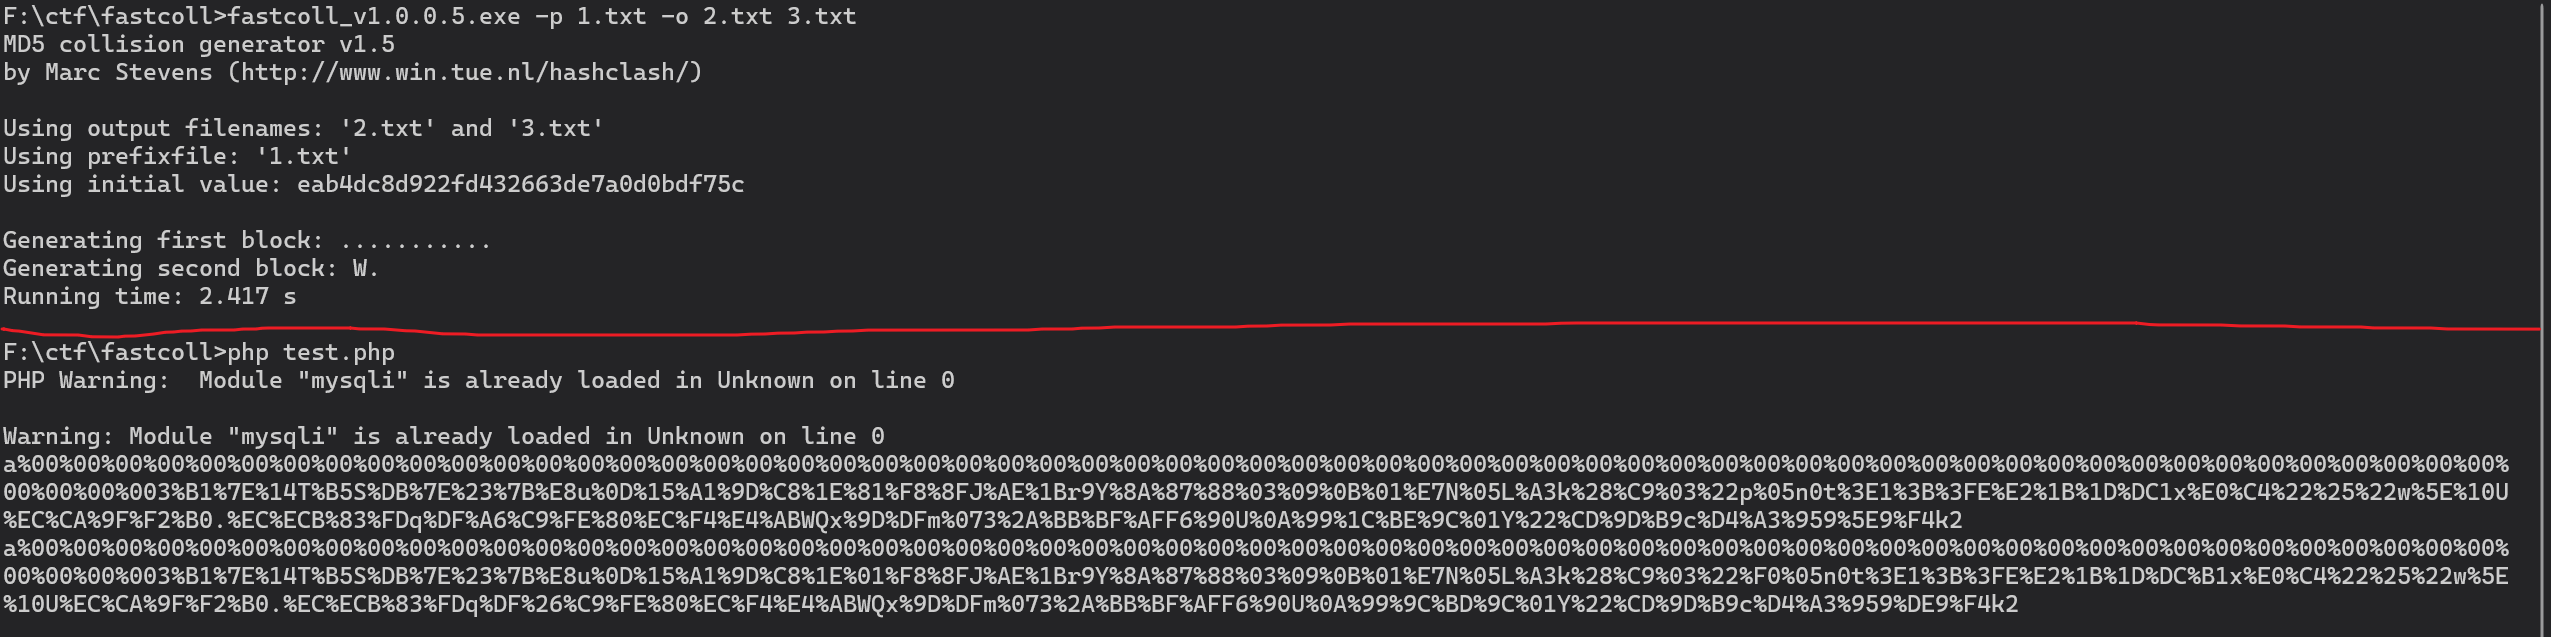 F:\ctf\fastcoll>fastcoll_v1.0.0.5.exe -p 1.txt -o 2.txt 3.txt
MD5 collision generator v1.5
by Marc Stevens (http://www.win.tue.nl/hashclash/)
Using output filenames: '2.txt' and '3.txt'
Using prefixfile: '1.txt'
Using initial value: eab4dc8d922fd432663de7a0d0bdf75c
Generating first block: ...........
Generating second block: W.
Running time: 2.417 s
F:\ctf\fastcoll>php test.php
PHP Warning:  Module "mysqli" is already loaded in Unknown on line 0
Warning: Module "mysqli" is already loaded in Unknown on line 0
a%00%00%00%00%00%00%00%00%00%00%00%00%00%00%00%00%00%00%00%00%00%00%00%00%00%00%00%00%00%00%00%00%00%00%00%00%00%00%00%00%00%00%00%00%00%00%00%00%00%00%00%00%00%00%00%00%00%00%00%
00%00%00%003%B1%7E%14T%B5S%DB%7E%23%7B%E8u%0D%15%A1%9D%C8%1E%81%F8%8FJ%AE%1Br9Y%8A%87%88%03%09%0B%01%E7N%05L%A3k%28%C9%03%22p%05n0t%3E1%3B%3FE%E2%1B%1D%DC1x%E0%C4%22%25%22w%5E%10U
%EC%CA%9F%F2%B0.%EC%ECB%83%FDq%DF%A6%C9%FE%80%EC%F4%E4%ABWQx%9D%DFm%073%2A%BB%BF%AFF6%90U%0A%99%1C%BE%9C%01Y%22%CD%9D%B9c%D4%A3%959%5E9%F4k2
a%00%00%00%00%00%00%00%00%00%00%00%00%00%00%00%00%00%00%00%00%00%00%00%00%00%00%00%00%00%00%00%00%00%00%00%00%00%00%00%00%00%00%00%00%00%00%00%00%00%00%00%00%00%00%00%00%00%00%00%
00%00%00%003%B1%7E%14T%B5S%DB%7E%23%7B%E8u%0D%15%A1%9D%C8%1E%01%F8%8FJ%AE%1Br9Y%8A%87%88%03%09%0B%01%E7N%05L%A3k%28%C9%03%22%F0%05n0t%3E1%3B%3FE%E2%1B%1D%DC%B1x%E0%C4%22%25%22w%5E
%10U%EC%CA%9F%F2%B0.%EC%ECB%83%FDq%DF%26%C9%FE%80%EC%F4%E4%ABWQx%9D%DFm%073%2A%BB%BF%AFF6%90U%0A%99%9C%BD%9C%01Y%22%CD%9D%B9c%D4%A3%959%DE9%F4k2